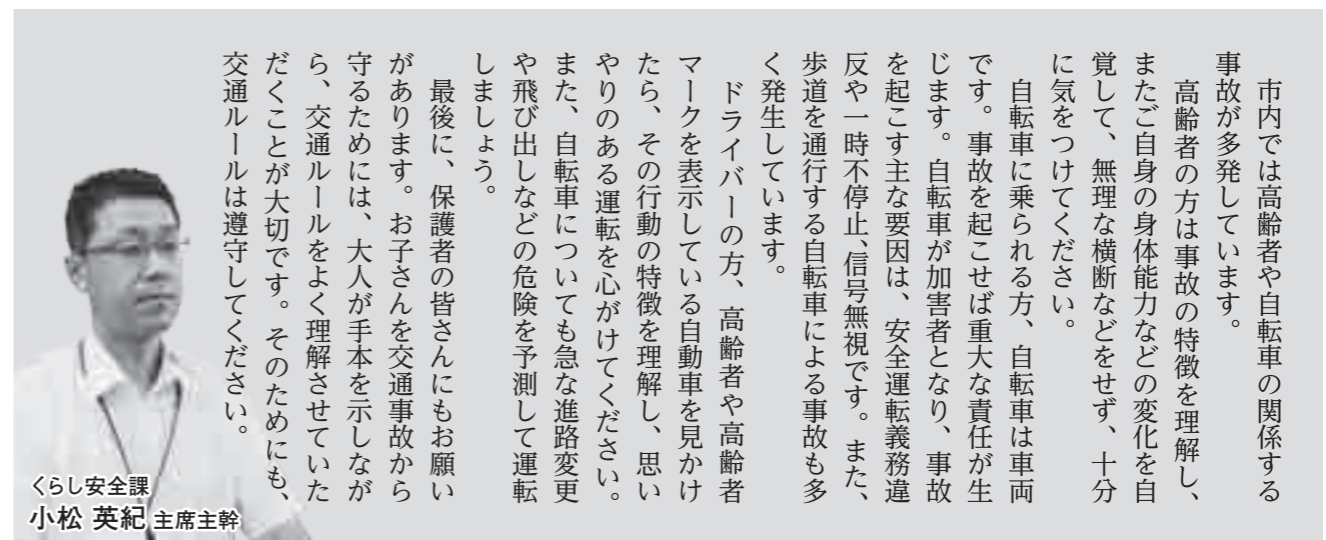 市内では高齢者や自転車の関係する
事故が多発しています。
　高齢者の方は事故の特徴を理解し、
またご自身の身体能力などの変化を自
覚して、無理な横断などをせず、十分
に気をつけてください。
　自転車に乗られる方、自転車は車両
です。事故を起こせば重大な責任が生
じます。自転車が加害者となり、事故
を起こす主な要因は、安全運転義務違
反や一時不停止、信号無視です。また、
歩道を通行する自転車による事故も多
く発生しています。
　ドライバーの方、高齢者や高齢者
マークを表示している自動車を見かけ
たら、その行動の特徴を理解し、思い
やりのある運転を心がけてください。
また、自転車についても急な進路変更
や飛び出しなどの危険を予測して運転
しましょう。
　最後に、保護者の皆さんにもお願い
があります。お子さんを交通事故から
守るためには、大人が手本を示しなが
ら、交通ルールをよく理解させていた
だくことが大切です。そのためにも、
交通ルールは遵守してください。
くらし安全課
小松 英紀 主席主幹